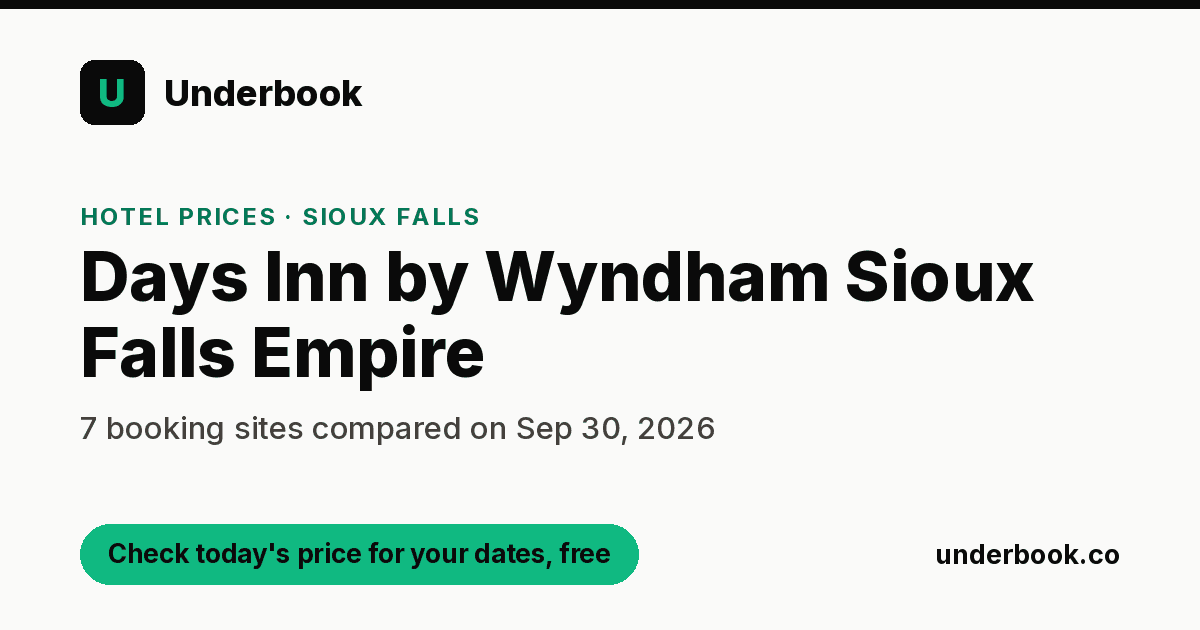 U Underbook
HOTEL PRICES · SIOUX FALLS
Days Inn by Wyndham Sioux
Falls Empire
7 booking sites compared on Sep 30, 2026
Check today's price for your dates, free
underbook.co